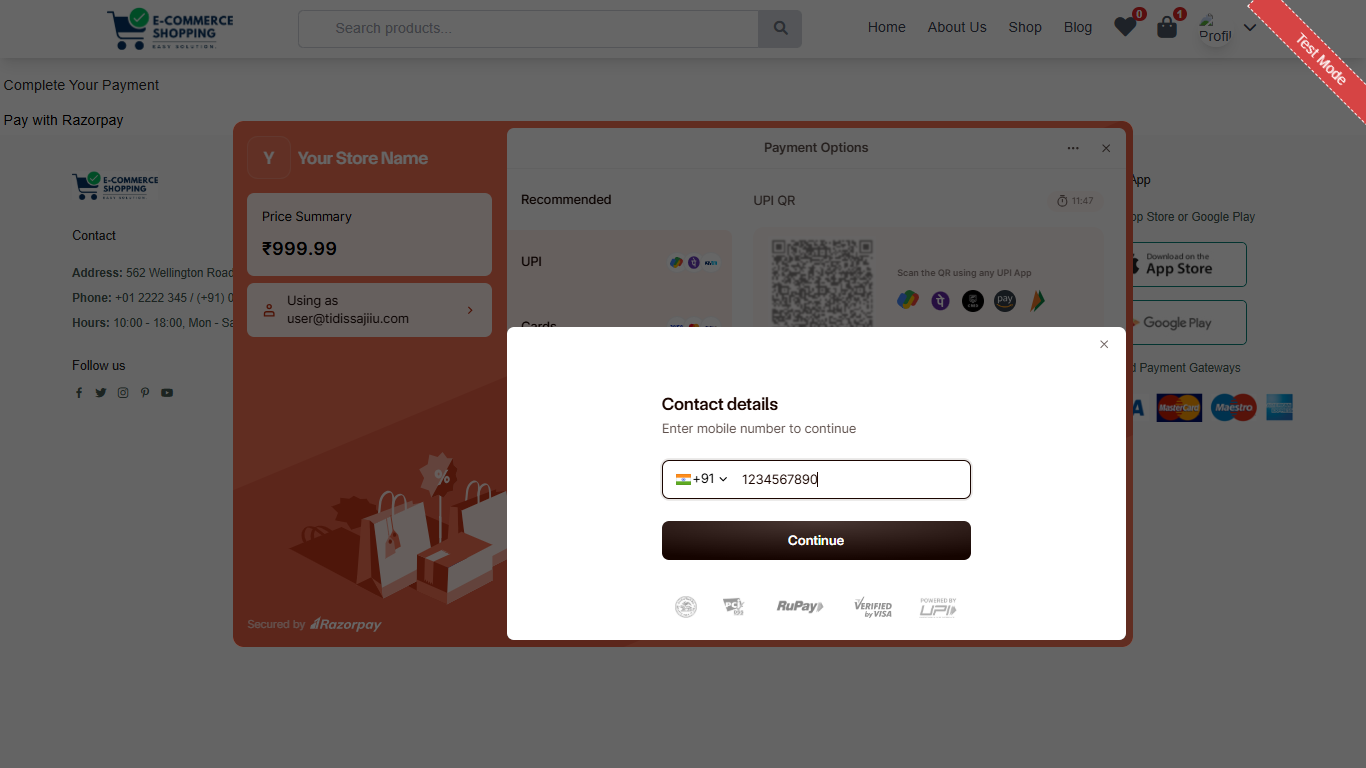 E-COMMERCE
SHOPPING
EASY SOLUTION
Search products...
Home
About Us
Shop
Blog
0
1
Profil
Test Mode
Complete Your Payment
Pay with Razorpay
Y
Your Store Name
Price Summary
₹999.99
Using as
user@tidissajiiu.com
%
Secured by Razorpay
Payment Options
Recommended
UPI
Cards
UPI QR
11:47
Scan the QR using any UPI App
pay
Contact details
Enter mobile number to continue
+91
1234567890
Continue
PCI
RuPay
VERIFIED
by VISA
POWERED BY
UPI
E-COMMERCE
SHOPPING
Contact
Address: 562 Wellington Road
Phone: +01 2222 345 / (+91) 0
Hours: 10:00 - 18:00, Mon - Sa
Follow us
App
pp Store or Google Play
Download on the
App Store
Google Play
d Payment Gateways
A
MasterCard
Maestro